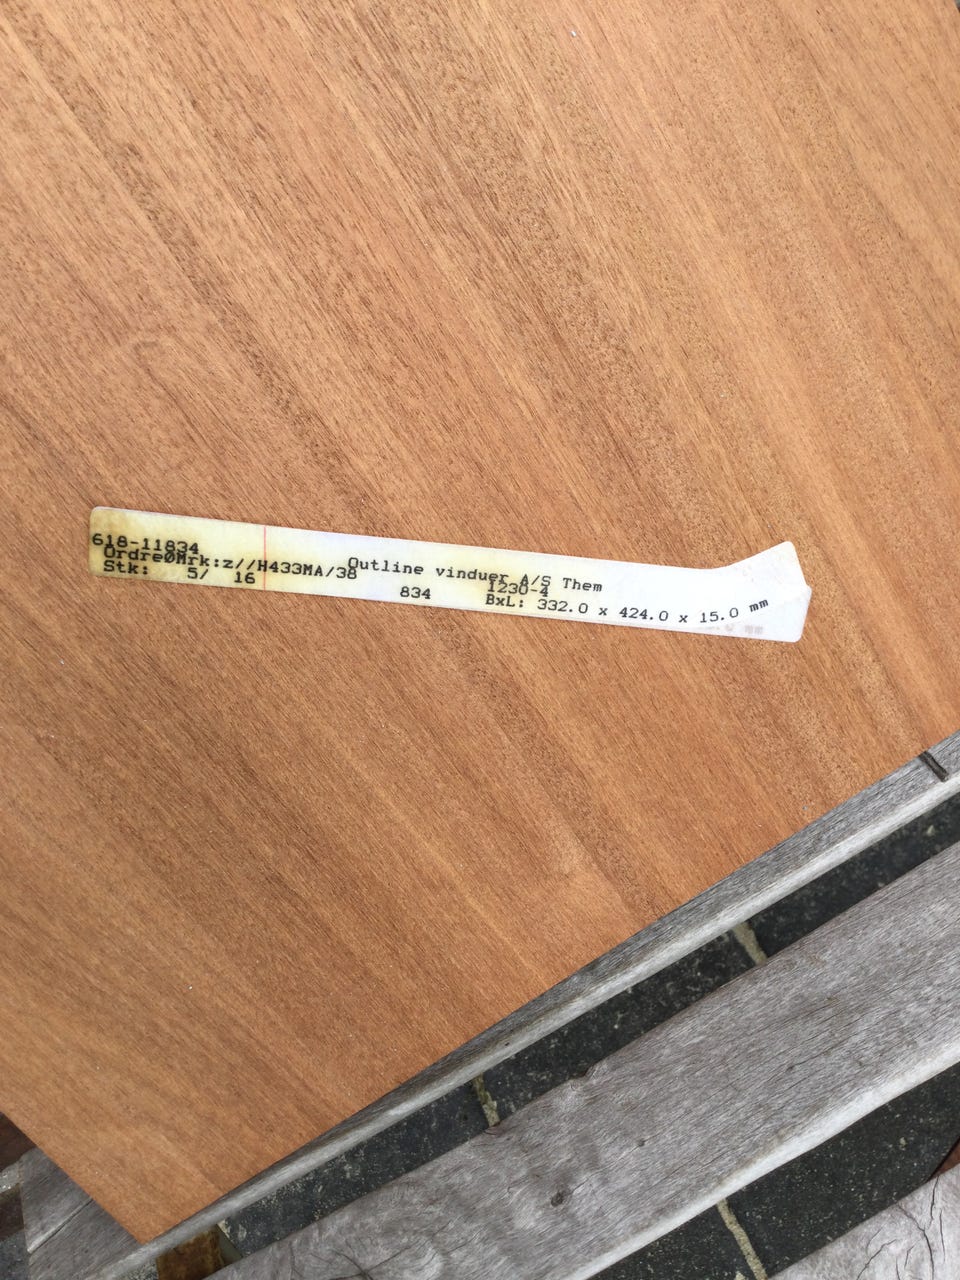 618-11834
Outline vinduer A/S Them
Ordre0Mrk:z//H433MA/38
1230-4
Stk: 5/ 16
834
BxL: 332.0 x 424.0 x 15.0 mm